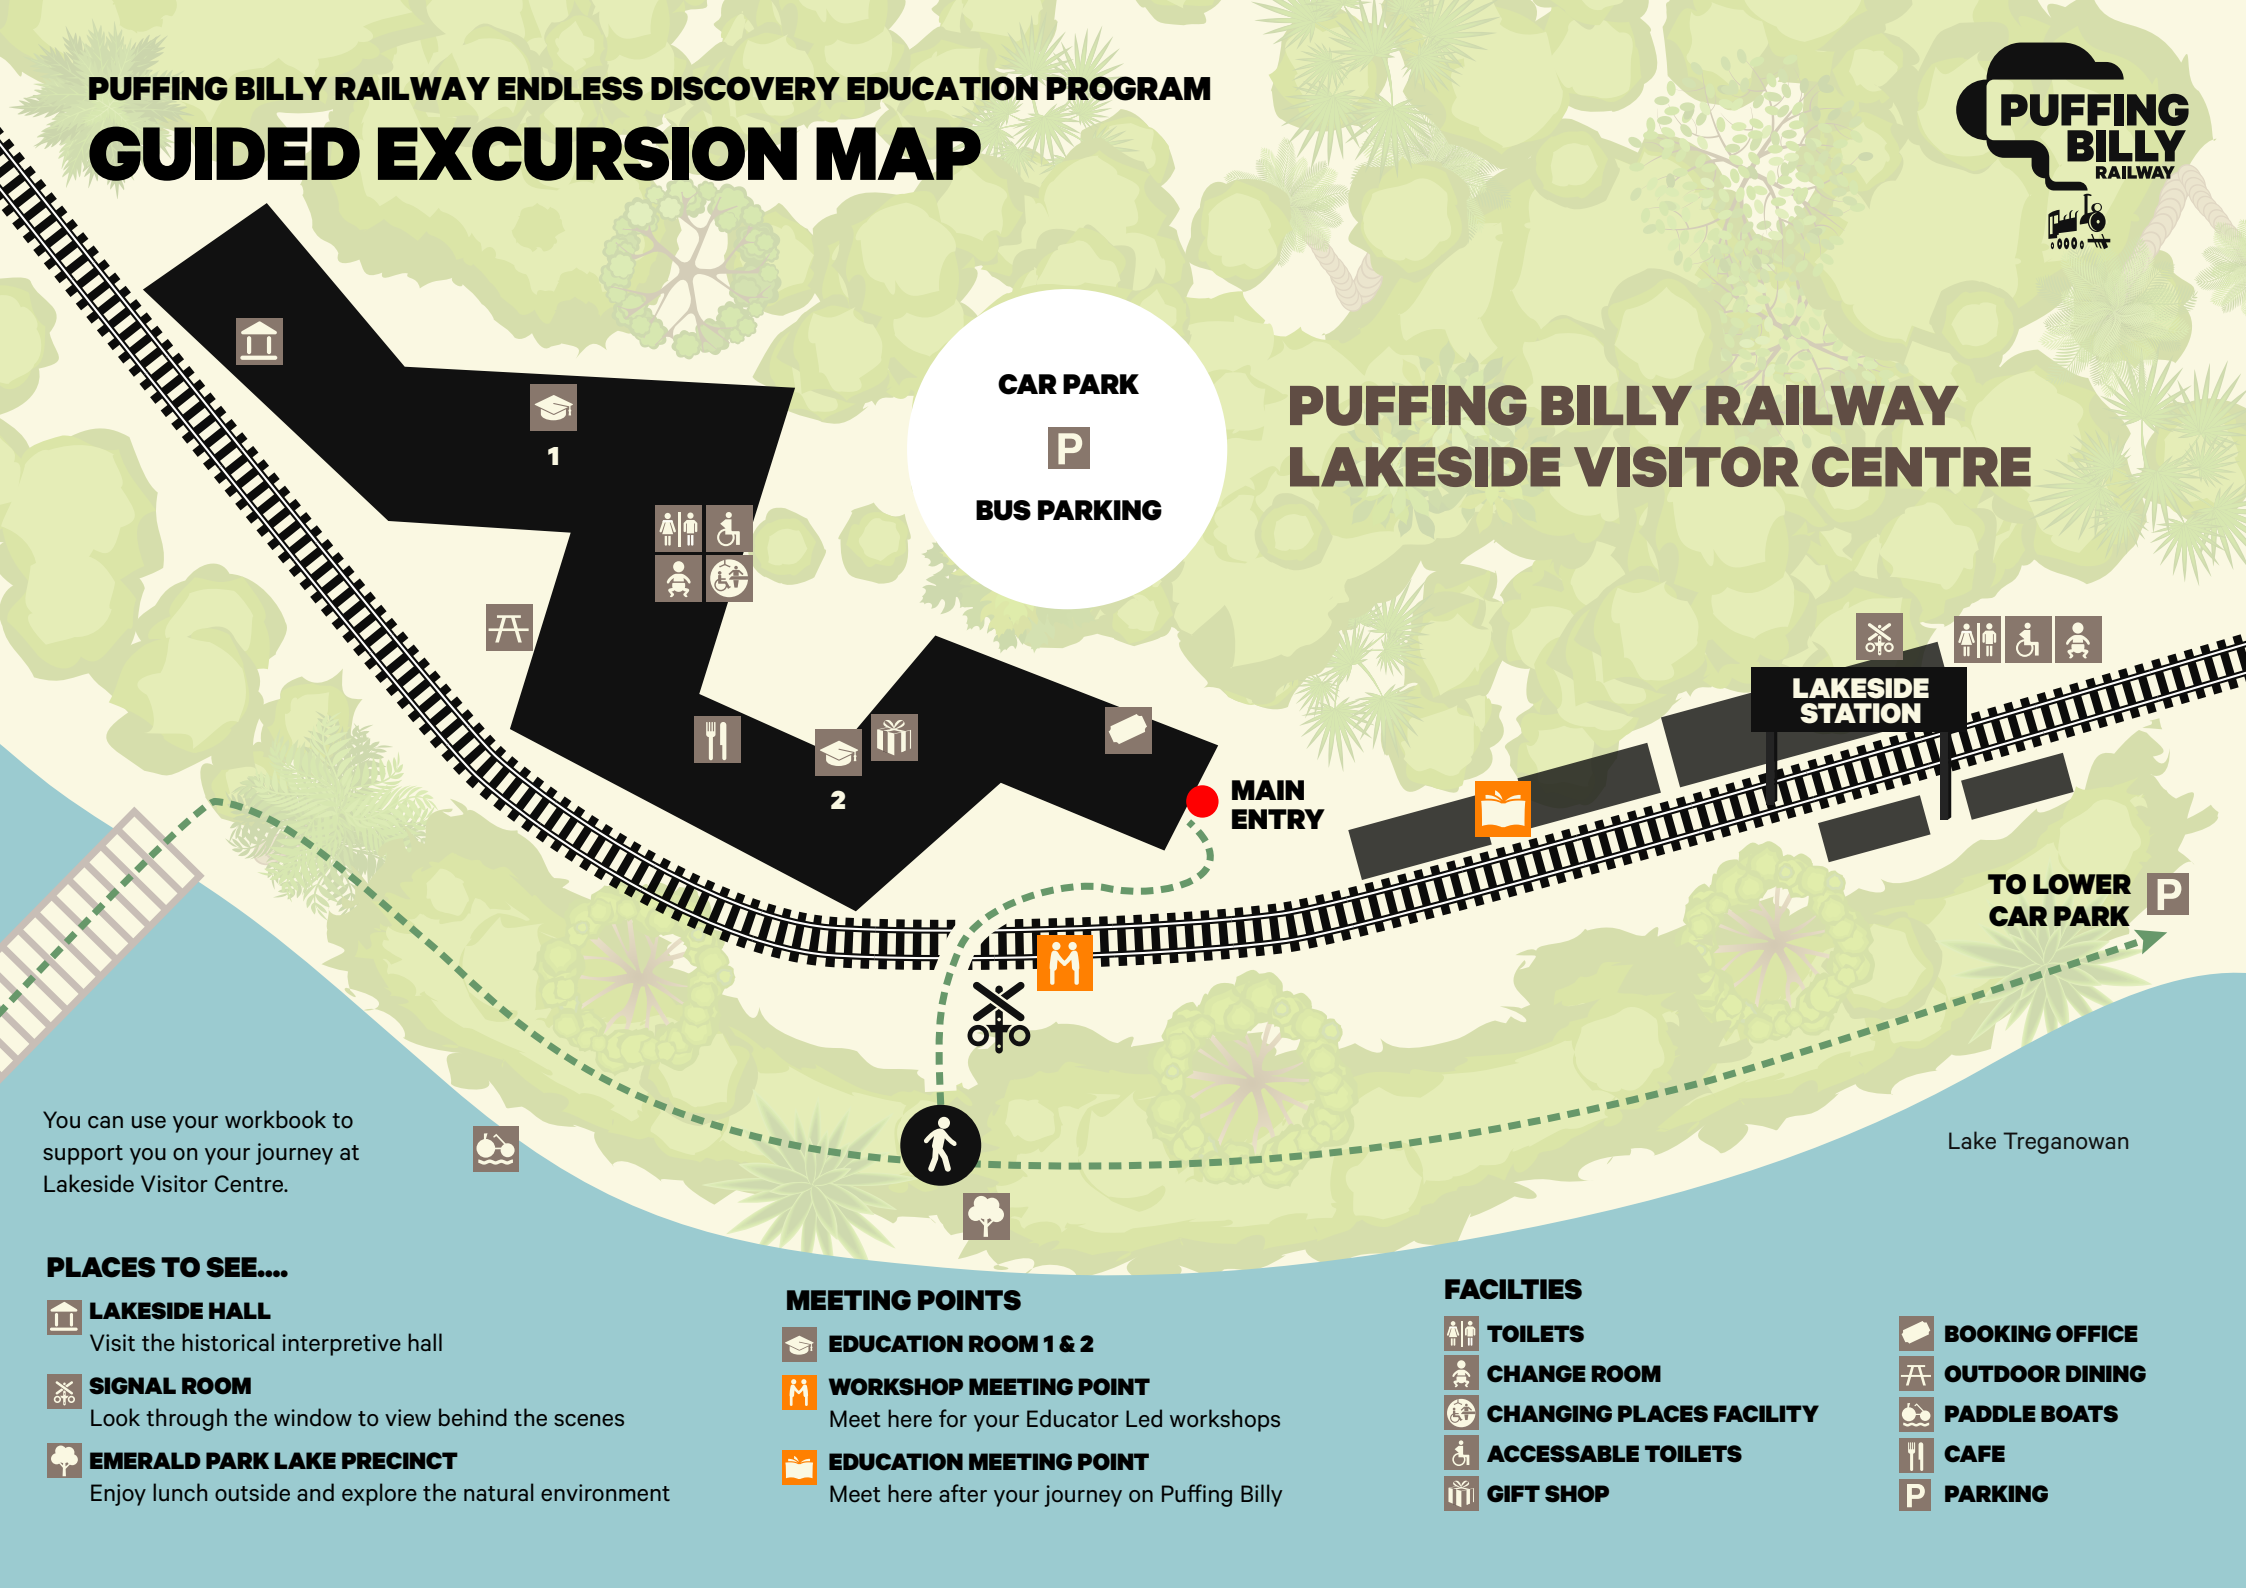 PUFFING BILLY RAILWAY ENDLESS DISCOVERY EDUCATION PROGRAM
GUIDED EXCURSION MAP
PUFFING
BILLY
RAILWAY
CAR PARK
P
BUS PARKING
PUFFING BILLY RAILWAY
LAKESIDE VISITOR CENTRE
1
2
LAKESIDE
STATION
MAIN
ENTRY
TO LOWER
CAR PARK
P
You can use your workbook to
support you on your journey at
Lakeside Visitor Centre.
Lake Treganowan
PLACES TO SEE....
LAKESIDE HALL
Visit the historical interpretive hall
SIGNAL ROOM
Look through the window to view behind the scenes
EMERALD PARK LAKE PRECINCT
Enjoy lunch outside and explore the natural environment
MEETING POINTS
EDUCATION ROOM 1 & 2
WORKSHOP MEETING POINT
Meet here for your Educator Led workshops
EDUCATION MEETING POINT
Meet here after your journey on Puffing Billy
FACILTIES
TOILETS
CHANGE ROOM
CHANGING PLACES FACILITY
ACCESSABLE TOILETS
GIFT SHOP
BOOKING OFFICE
OUTDOOR DINING
PADDLE BOATS
CAFE
P PARKING